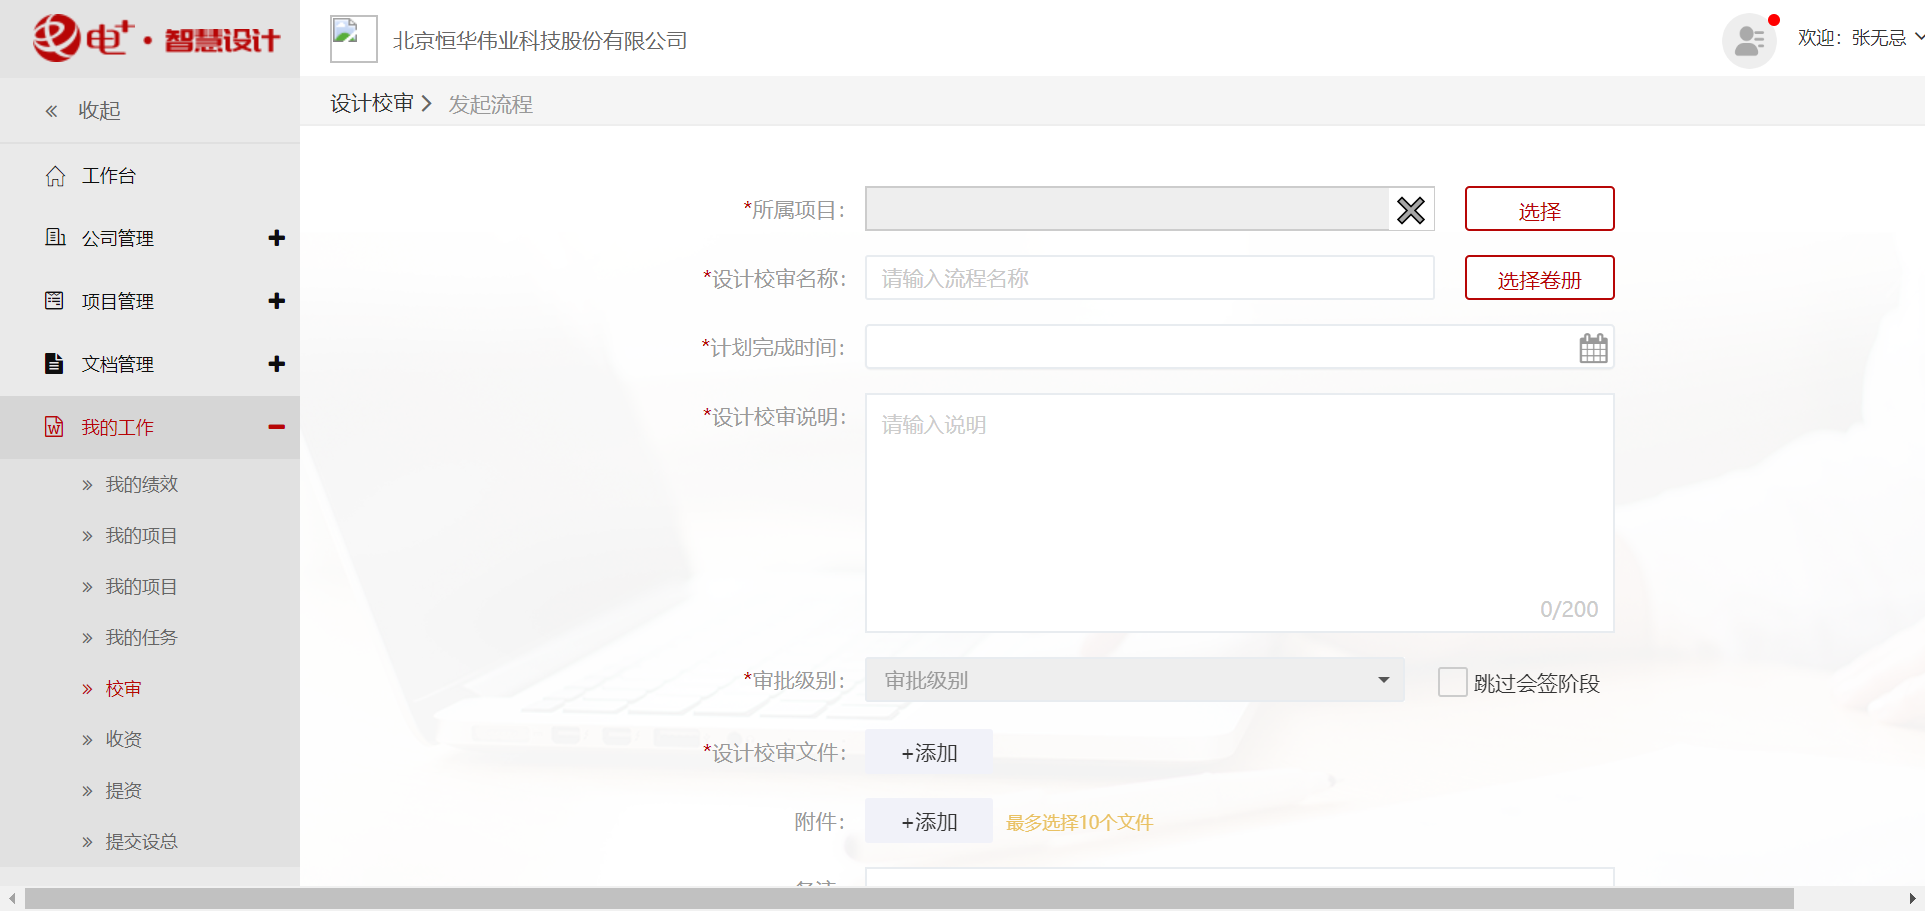 电+·智慧设计
北京恒华伟业科技股份有限公司
欢迎：张无忌
收起
设计校审
发起流程
工作台
公司管理
项目管理
文档管理
我的工作
我的绩效
我的项目
我的项目
我的任务
校审
收资
提资
提交设总
*所属项目：
选择
*设计校审名称：
请输入流程名称
选择卷册
*计划完成时间：
*设计校审说明：
请输入说明
0/200
*审批级别：
审批级别
跳过会签阶段
*设计校审文件：
+添加
附件：
+添加
最多选择10个文件